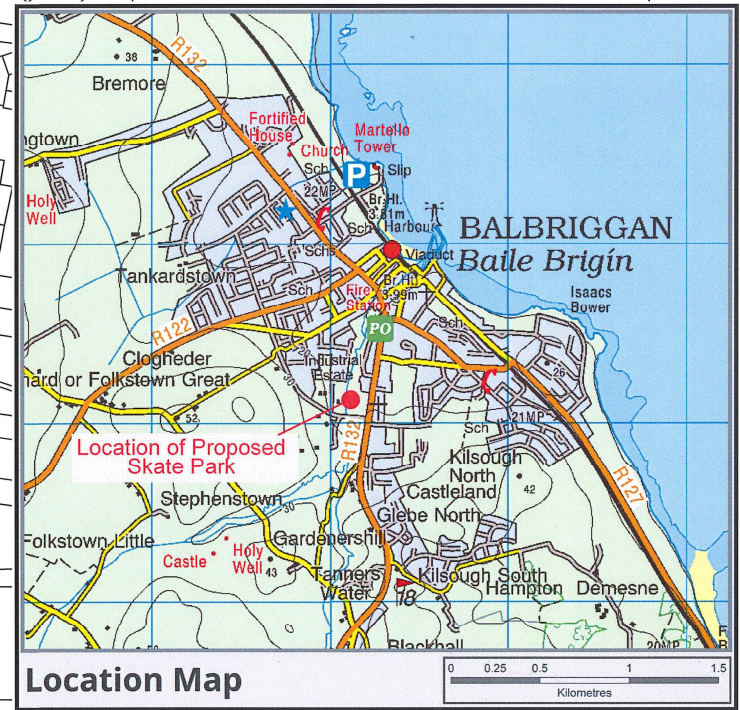 R132
38
Bremore
Fortified
House
Martello
Tower
Church
Sch
P
Slip
ngtown
Holy
Well
22MP
Br.Ht.
3.81m
Harbour
Sch
BALBRIGGAN
Baile Brigín
Schs
Viaduct
Tankardstown
Sch
Br.Ht.
3.99m
Fire
Station
Isaacs
Bower
PO
Sch
R122
Clogheder
Industrial
Estate
30
30
26
nard or Folkstown Great
52
21MP
Sch
Location of Proposed
Skate Park
R132
Kilsough
North
42
R127
Stephenstown
30
Castleland
Glebe North
Folkstown Little
Gardenershill
Castle
Holy
Well
43
Tanners
Water
18
Kilsough South
Hampton Demesne
Blackhall
20MP
F
B
Location Map
0 0.25 0.5 1 1.5
Kilometres